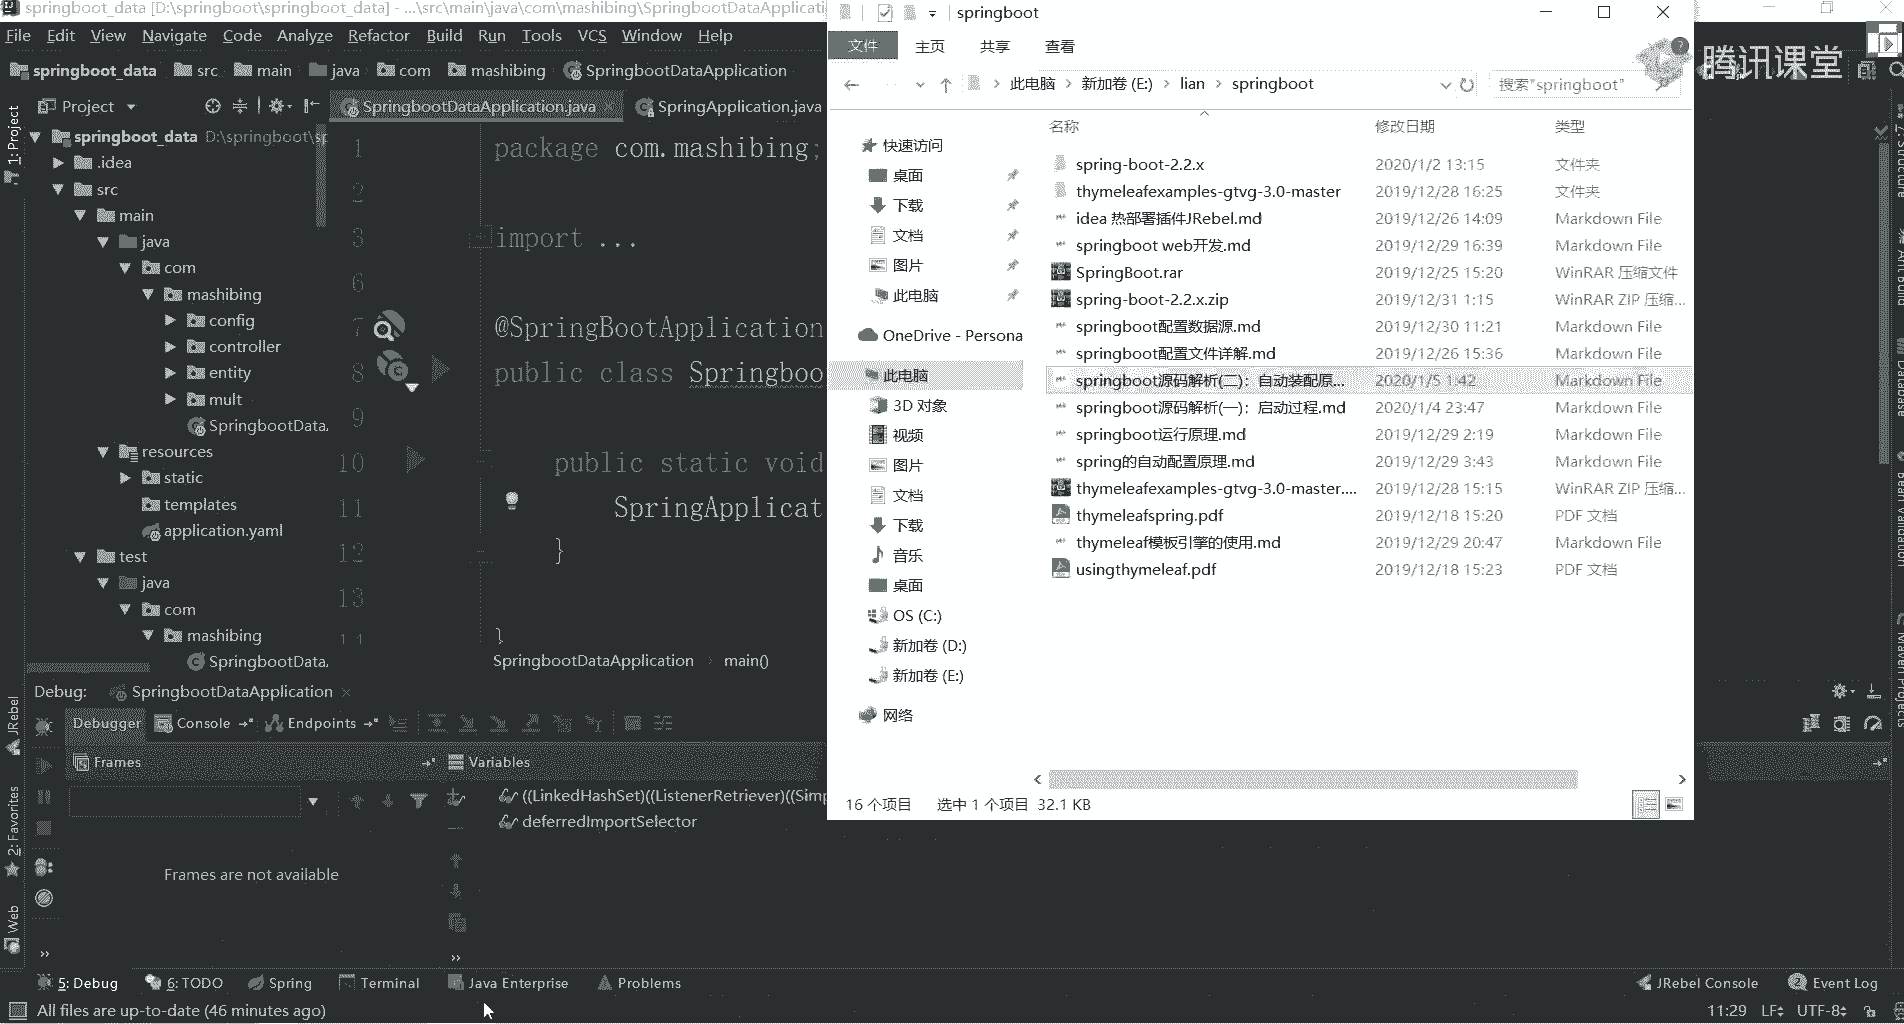 springboot_data [D:\springboot\springboot_data] - ...\src\main\java\com\mashibing\SpringbootDataApplicati
File Edit View Navigate Code Analyze Refactor Build Run Tools VCS Window Help
springboot_data src main java com mashibing SpringbootDataApplication
Project
SpringbootDataApplication.java
SpringApplication.java
1: Project
springboot_data D:\springboot\sp
.idea
src
main
java
com
mashibing
config
controller
entity
mult
SpringbootData.
resources
static
templates
application.yaml
test
java
com
mashibing
SpringbootData.
1 package com.mashibing;
2
3 import ...
6
7 @SpringBootApplication
8 public class Springboo
9
10 public static void
11 SpringApplicat
12 }
13
14 }
SpringbootDataApplication main()
springboot
文件 主页 共享 查看
此电脑 新加卷 (E:) lian springboot
搜索"springboot"
快速访问
桌面
下载
文档
图片
此电脑
OneDrive - Persona
此电脑
3D 对象
视频
图片
文档
下载
音乐
桌面
OS (C:)
新加卷 (D:)
新加卷 (E:)
网络
名称 修改日期 类型
spring-boot-2.2.x 2020/1/2 13:15 文件夹
thymeleafexamples-gtvg-3.0-master 2019/12/28 16:25 文件夹
idea 热部署插件JRebel.md 2019/12/26 14:09 Markdown File
springboot web开发.md 2019/12/29 16:39 Markdown File
SpringBoot.rar 2019/12/25 15:20 WinRAR 压缩文件
spring-boot-2.2.x.zip 2019/12/31 1:15 WinRAR ZIP 压缩...
springboot配置数据源.md 2019/12/30 11:21 Markdown File
springboot配置文件详解.md 2019/12/26 15:36 Markdown File
springboot源码解析(二)：自动装配原... 2020/1/5 1:42 Markdown File
springboot源码解析(一)：启动过程.md 2020/1/4 23:47 Markdown File
springboot运行原理.md 2019/12/29 2:19 Markdown File
spring的自动配置原理.md 2019/12/29 3:43 Markdown File
thymeleafexamples-gtvg-3.0-master.... 2019/12/28 15:15 WinRAR ZIP 压缩...
thymeleafspring.pdf 2019/12/18 15:20 PDF 文档
thymeleaf模板引擎的使用.md 2019/12/29 20:47 Markdown File
usingthymeleaf.pdf 2019/12/18 15:23 PDF 文档
16 个项目 选中 1 个项目 32.1 KB
腾讯课堂
Z: Structure
Ant Build
Database
Bean Validation
Maven Projects
Debug: SpringbootDataApplication
Debugger Console Endpoints
Frames Variables
((LinkedHashSet)((ListenerRetriever)((Simp
deferredImportSelector
Frames are not available
JRebel
2: Favorites
Web
5: Debug 6: TODO Spring Terminal Java Enterprise Problems JRebel Console Event Log
All files are up-to-date (46 minutes ago) 11:29 LF UTF-8